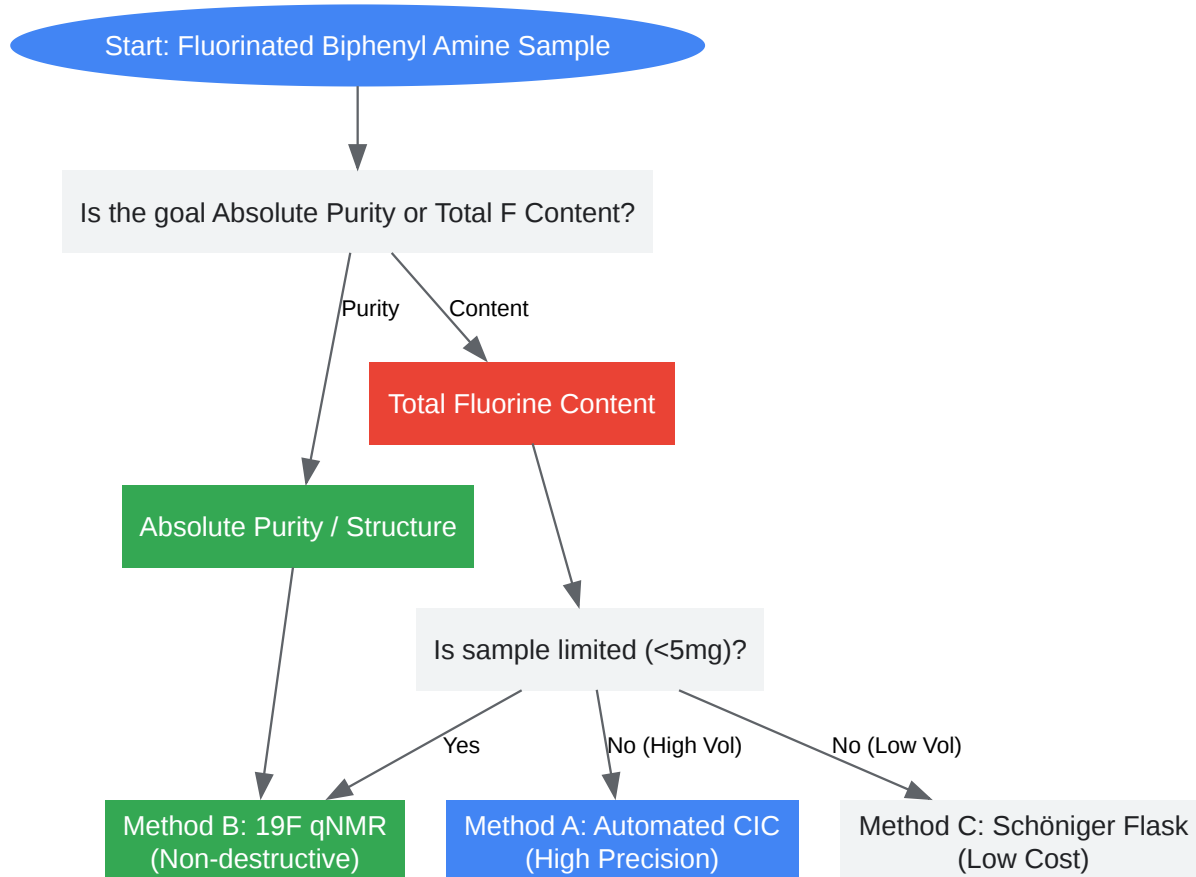 Start: Fluorinated Biphenyl Amine Sample
Is the goal Absolute Purity or Total F Content?
Purity
Content
Total Fluorine Content
Absolute Purity / Structure
Is sample limited (<5mg)?
Yes
No (High Vol)
No (Low Vol)
Method B: 19F qNMR
(Non-destructive)
Method A: Automated CIC
(High Precision)
Method C: Schöniger Flask
(Low Cost)